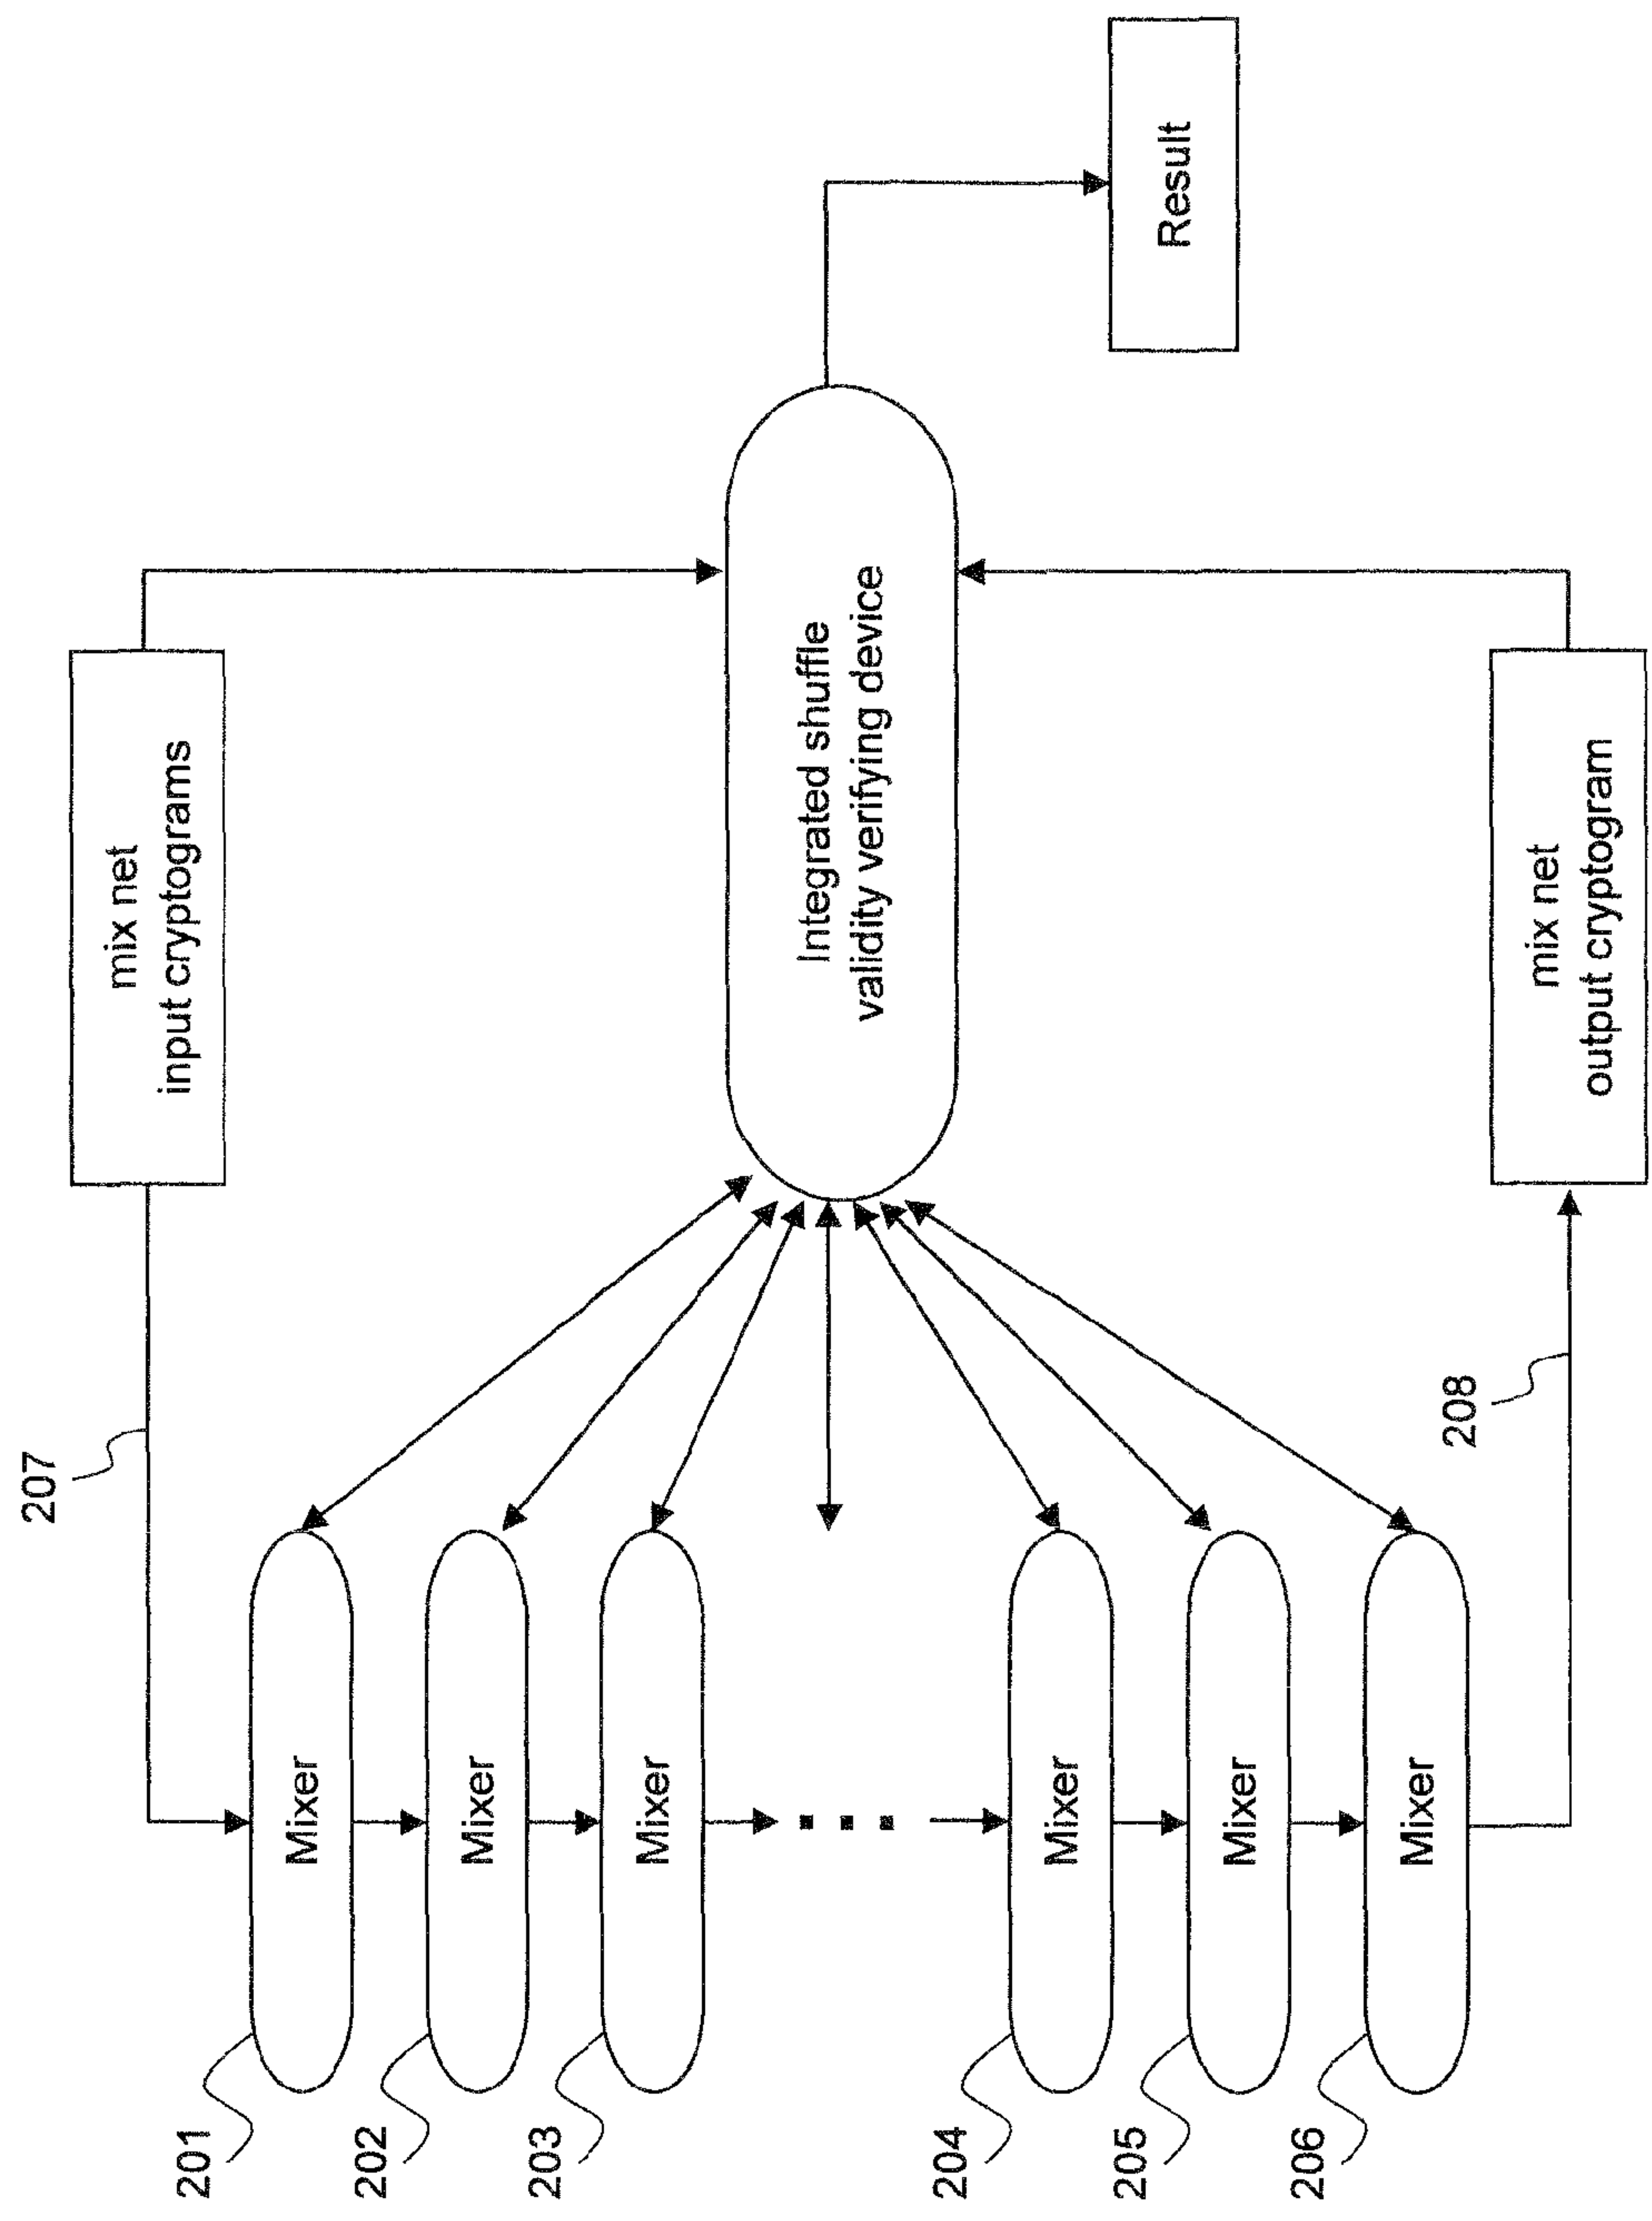 207
mix net
input cryptograms
201
Mixer
202
Mixer
203
Mixer
Integrated shuffle
validity verifying device
Result
204
Mixer
205
Mixer
206
Mixer
208
mix net
output cryptogram